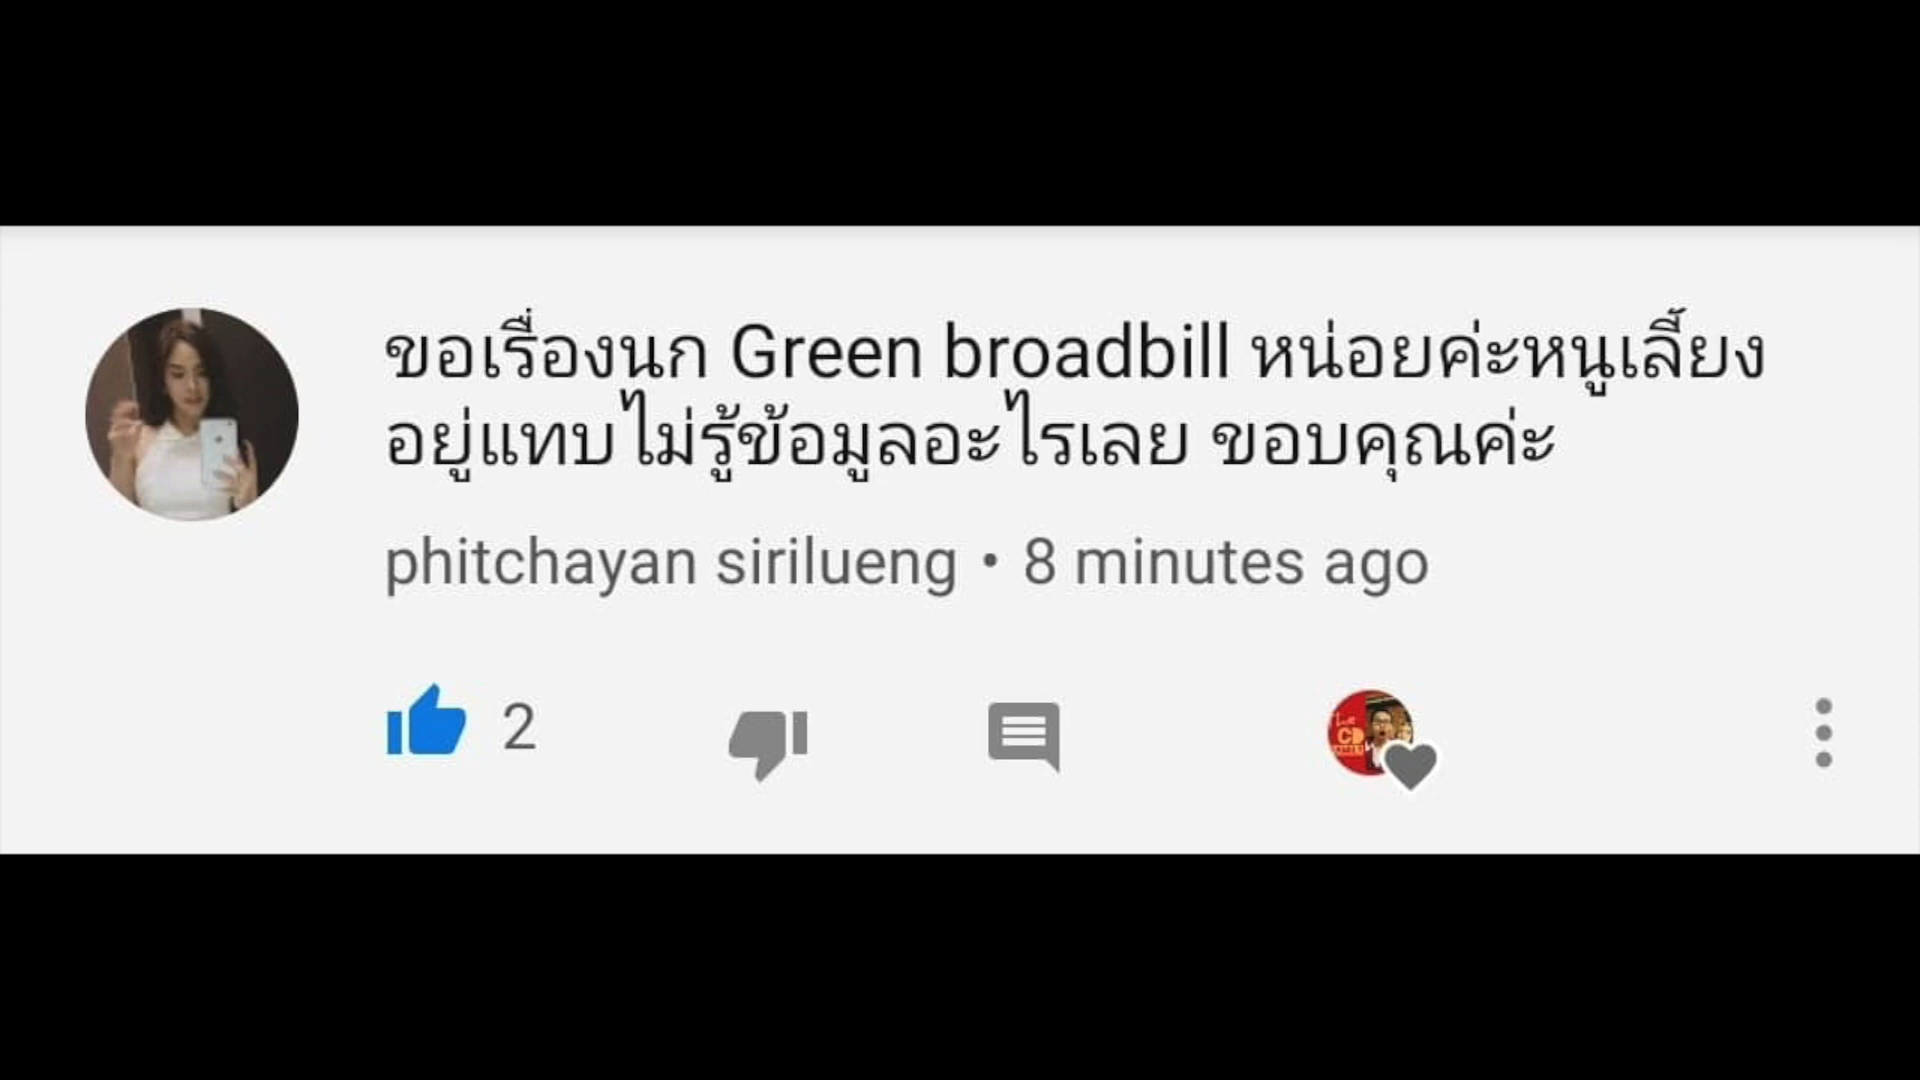 ขอเรื่องนก Green broadbill หน่อยค่ะหนูเลี้ยง
อยู่แทบไม่รู้ข้อมูลอะไรเลย ขอบคุณค่ะ
phitchayan sirilueng • 8 minutes ago
2